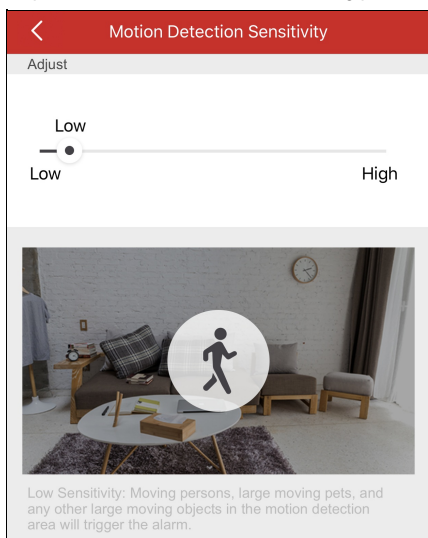 Motion Detection Sensitivity
Adjust
Low
Low High
Low Sensitivity: Moving persons, large moving pets, and
any other large moving objects in the motion detection
area will trigger the alarm.